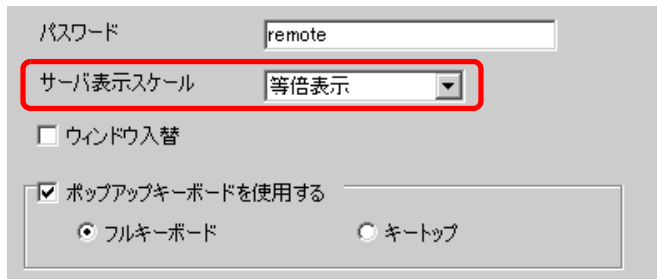 パスワード remote
サーバ表示スケール 等倍表示
ウィンドウ入替
ポップアップキーボードを使用する
フルキーボード キートップ